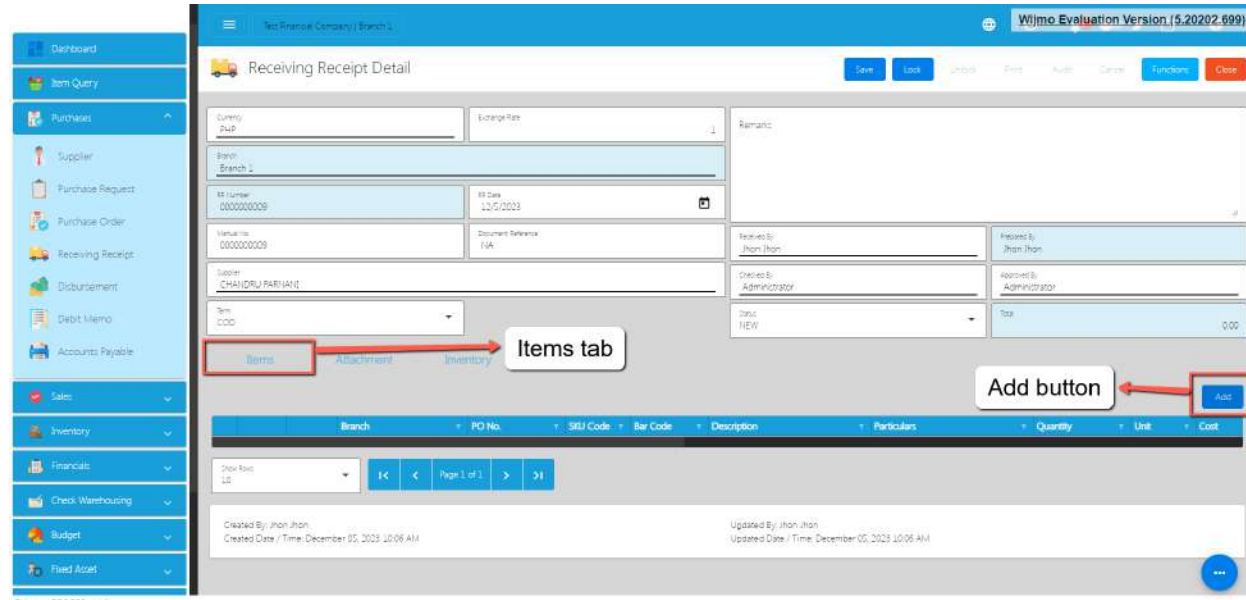 Test Financial Company | Branch 1
Wijmo Evaluation Version (5.20202.699)
Dashboard
Item Query
Purchases
Supplier
Purchase Request
Purchase Order
Receiving Receipt
Disbursement
Debit Memo
Accounts Payable
Sales
Inventory
Financials
Check Warehousing
Budget
Fixed Asset
Receiving Receipt Detail
Save Lock Unlock Print Audit Cancel Functions Close
Currency
PHP
Exchange Rate
1
Remarks
Branch
Branch 1
RR Number
0000000009
RR Date
12/5/2023
Manual No.
0000000009
Document Reference
NA
Received By
Jhon Jhon
Prepared By
Jhon Jhon
Supplier
CHANDRU PARNANI
Checked By
Administrator
Approved By
Administrator
Term
COD
Status
NEW
Total
0.00
Items Attachment Inventory
Items tab
Add button
Add
Branch PO No. SKU Code Bar Code Description Particulars Quantity Unit Cost
Show Rows
10
Page 1 of 1
Created By: Jhon Jhon
Created Date / Time: December 05, 2023 10:06 AM
Updated By: Jhon Jhon
Updated Date / Time: December 05, 2023 10:06 AM